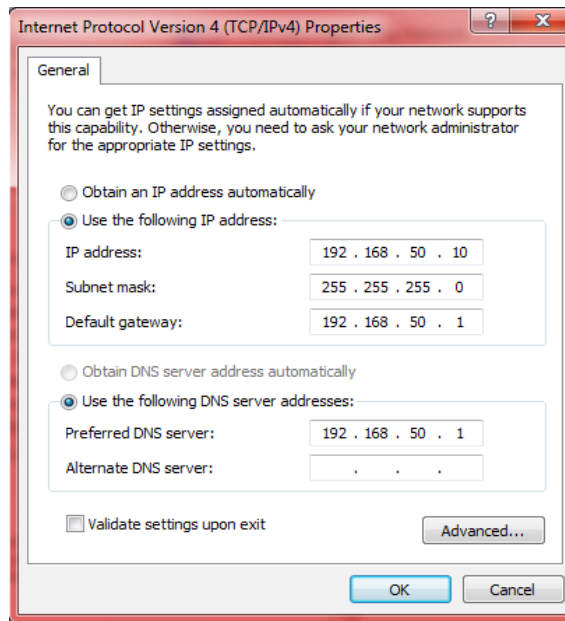 Internet Protocol Version 4 (TCP/IPv4) Properties
?
X
General
You can get IP settings assigned automatically if your network supports
this capability. Otherwise, you need to ask your network administrator
for the appropriate IP settings.
Obtain an IP address automatically
Use the following IP address:
IP address: 192 . 168 . 50 . 10
Subnet mask: 255 . 255 . 255 . 0
Default gateway: 192 . 168 . 50 . 1
Obtain DNS server address automatically
Use the following DNS server addresses:
Preferred DNS server: 192 . 168 . 50 . 1
Alternate DNS server: . . .
Validate settings upon exit
Advanced...
OK Cancel